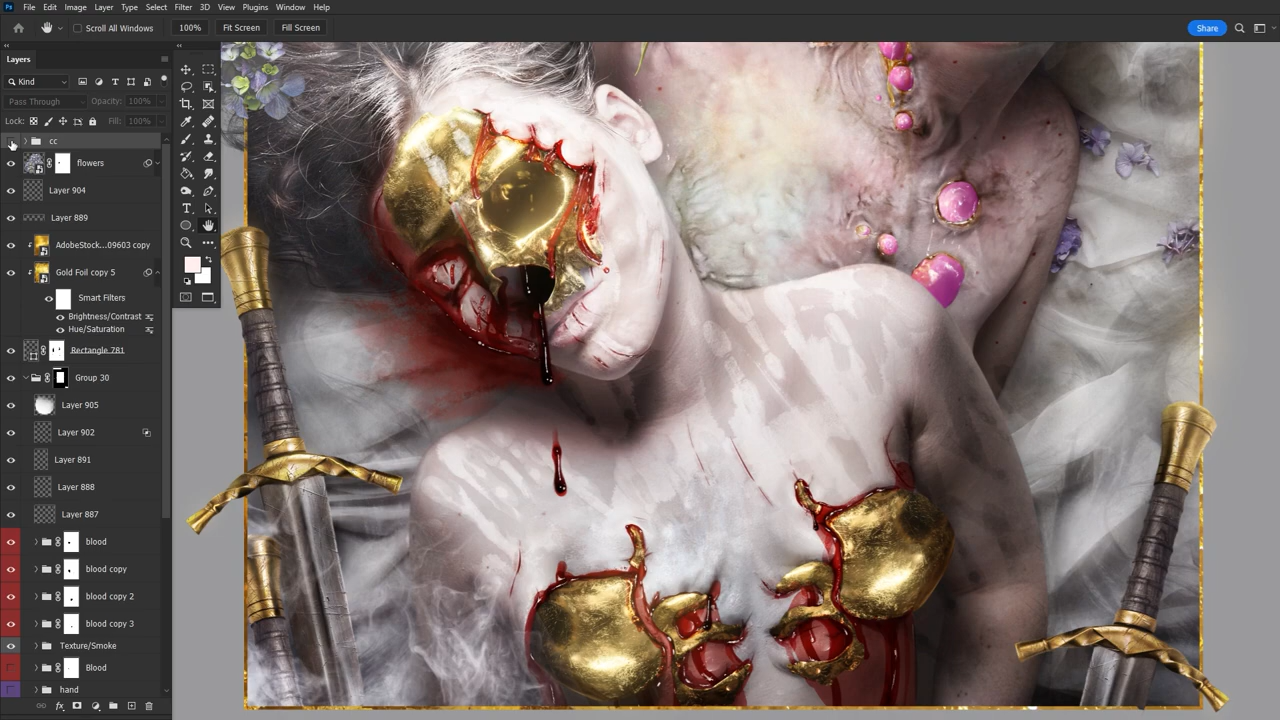 Ps File Edit Image Layer Type Select Filter 3D View Plugins Window Help
Scroll All Windows 100% Fit Screen Fill Screen Share
Layers
Kind
Pass Through Opacity: 100%
Lock: Fill: 100%
cc
flowers
Layer 904
Layer 889
AdobeStock...09603 copy
Gold Foil copy 5
Smart Filters
Brightness/Contrast
Hue/Saturation
Rectangle 781
Group 30
Layer 905
Layer 902
Layer 891
Layer 888
Layer 887
blood
blood copy
blood copy 2
blood copy 3
Texture/Smoke
Blood
hand
fx